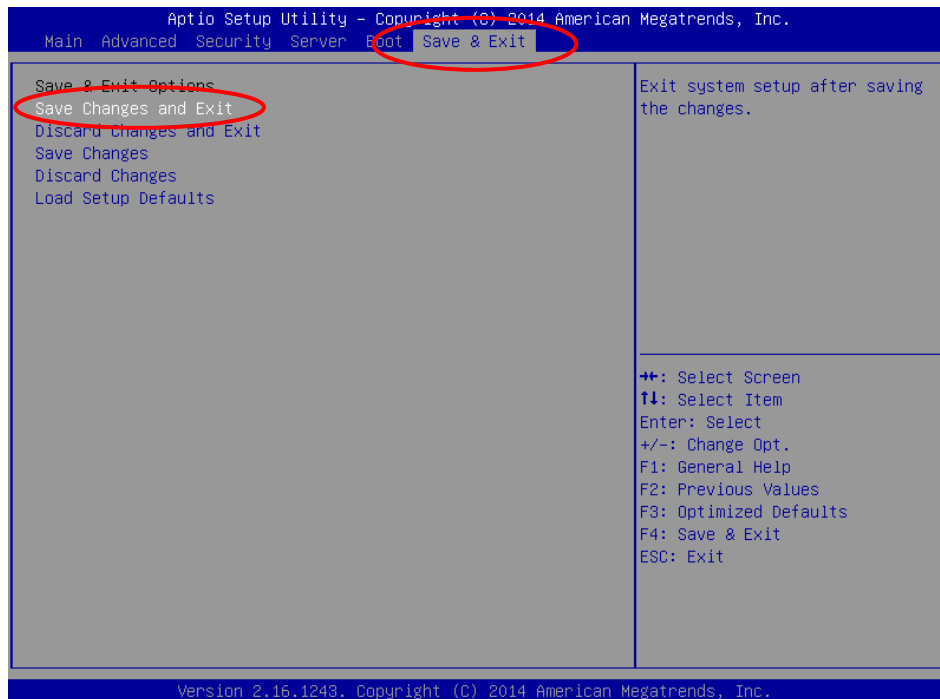 Aptio Setup Utility – Copyright (C) 2014 American Megatrends, Inc.
Main Advanced Security Server Boot Save & Exit
Save & Exit Options
Save Changes and Exit
Discard Changes and Exit
Save Changes
Discard Changes
Load Setup Defaults
Exit system setup after saving
the changes.
→←: Select Screen
↑↓: Select Item
Enter: Select
+/-: Change Opt.
F1: General Help
F2: Previous Values
F3: Optimized Defaults
F4: Save & Exit
ESC: Exit
Version 2.16.1243. Copyright (C) 2014 American Megatrends, Inc.